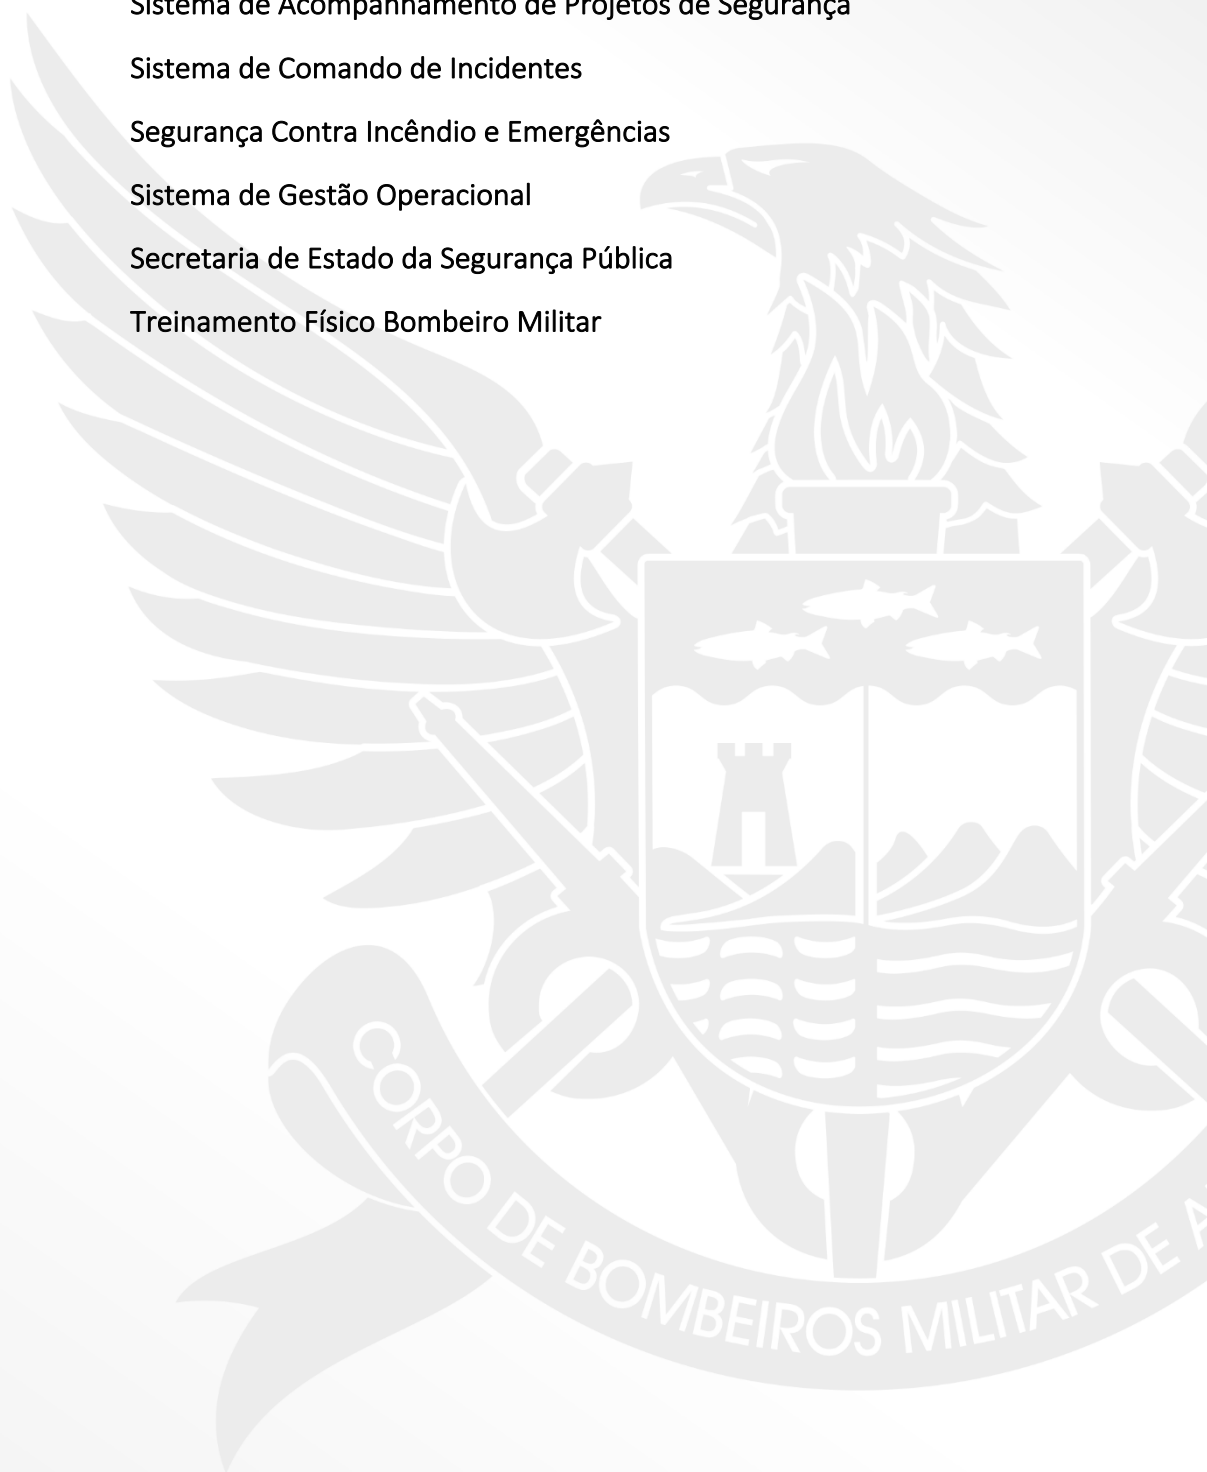 Sistema de Acompanhamento de Projetos de Segurança
Sistema de Comando de Incidentes
Segurança Contra Incêndio e Emergências
Sistema de Gestão Operacional
Secretaria de Estado da Segurança Pública
Treinamento Físico Bombeiro Militar
CORPO DE BOMBEIROS MILITAR DE